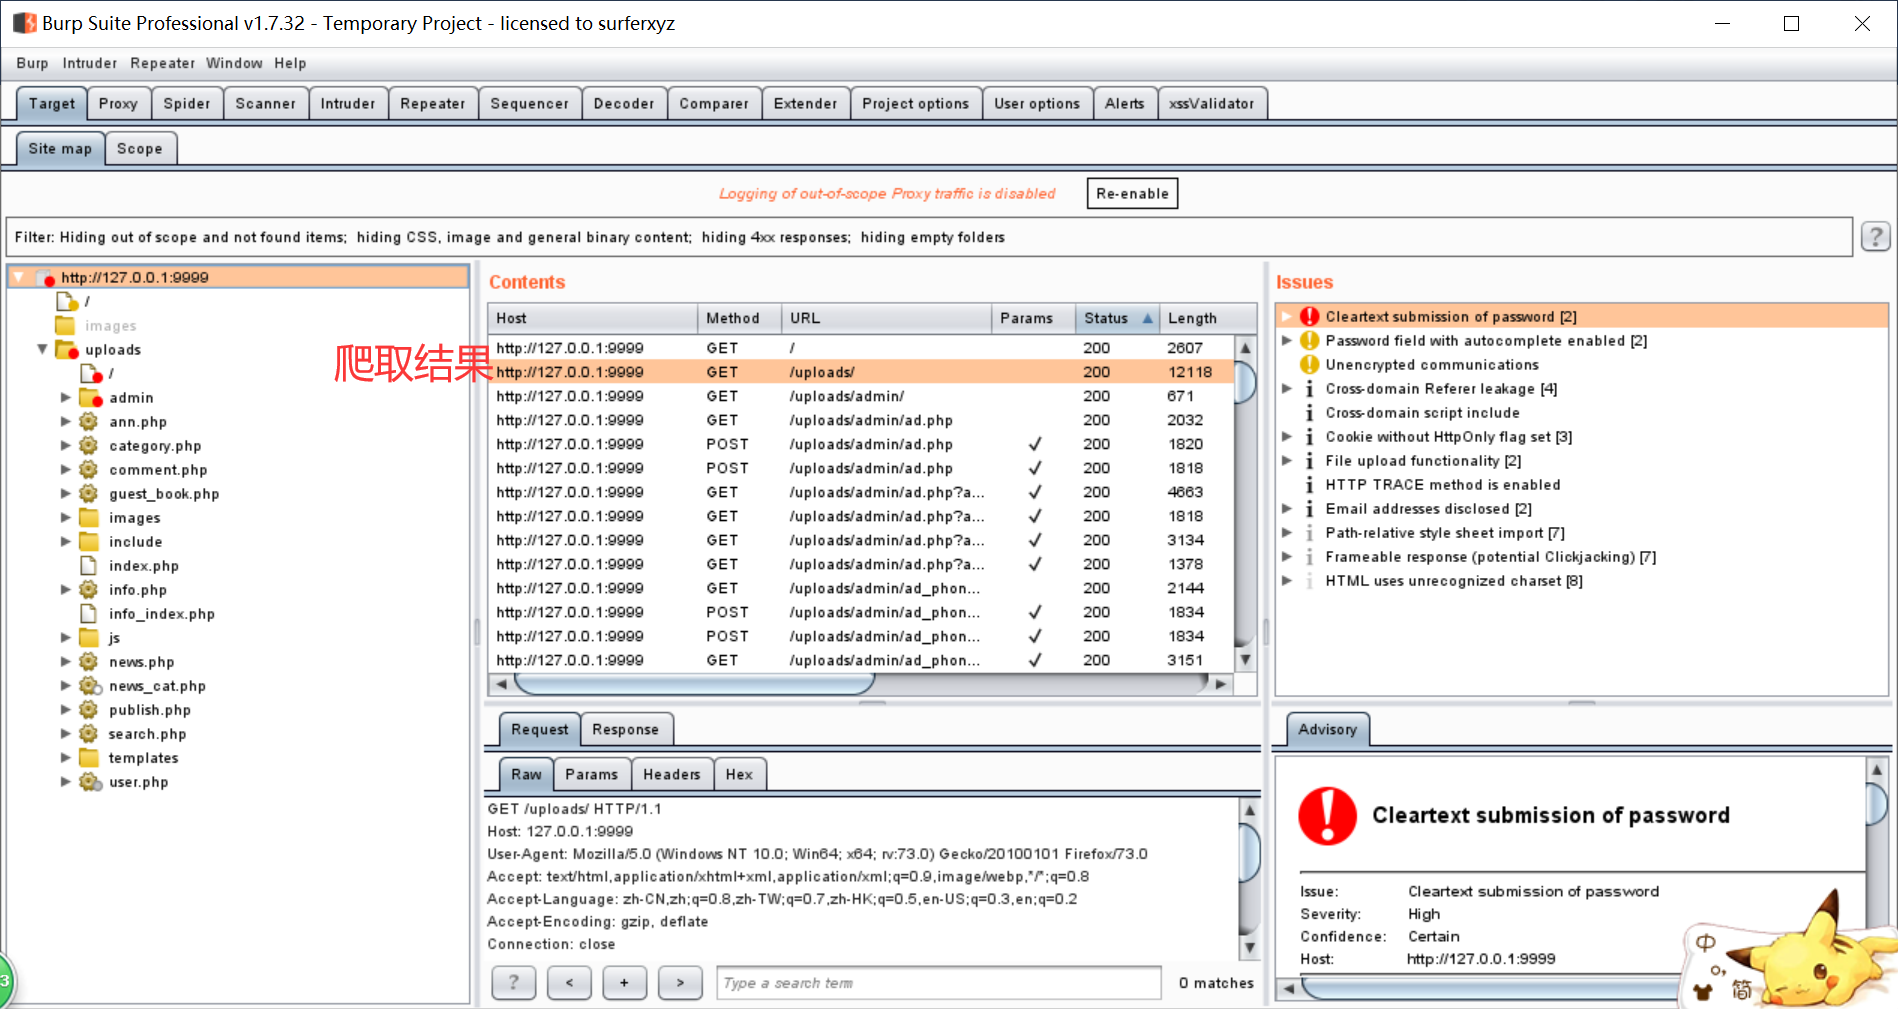 Burp Suite Professional v1.7.32 - Temporary Project - licensed to surferxyz
Burp Intruder Repeater Window Help
Target Proxy Spider Scanner Intruder Repeater Sequencer Decoder Comparer Extender Project options User options Alerts xssValidator
Site map Scope
Logging of out-of-scope Proxy traffic is disabled Re-enable
Filter: Hiding out of scope and not found items; hiding CSS, image and general binary content; hiding 4xx responses; hiding empty folders ?
http://127.0.0.1:9999
/
images
uploads
/
admin
ann.php
category.php
comment.php
guest_book.php
images
include
index.php
info.php
info_index.php
js
news.php
news_cat.php
publish.php
search.php
templates
user.php
爬取结果
Contents
Host Method URL Params Status Length
http://127.0.0.1:9999 GET / 200 2607
http://127.0.0.1:9999 GET /uploads/ 200 12118
http://127.0.0.1:9999 GET /uploads/admin/ 200 671
http://127.0.0.1:9999 GET /uploads/admin/ad.php 200 2032
http://127.0.0.1:9999 POST /uploads/admin/ad.php ✓ 200 1820
http://127.0.0.1:9999 POST /uploads/admin/ad.php ✓ 200 1818
http://127.0.0.1:9999 GET /uploads/admin/ad.php?a... ✓ 200 4663
http://127.0.0.1:9999 GET /uploads/admin/ad.php?a... ✓ 200 1818
http://127.0.0.1:9999 GET /uploads/admin/ad.php?a... ✓ 200 3134
http://127.0.0.1:9999 GET /uploads/admin/ad.php?a... ✓ 200 1378
http://127.0.0.1:9999 GET /uploads/admin/ad_phon... 200 2144
http://127.0.0.1:9999 POST /uploads/admin/ad_phon... ✓ 200 1834
http://127.0.0.1:9999 POST /uploads/admin/ad_phon... ✓ 200 1834
http://127.0.0.1:9999 GET /uploads/admin/ad_phon... ✓ 200 3151
Request Response
Raw Params Headers Hex
GET /uploads/ HTTP/1.1
Host: 127.0.0.1:9999
User-Agent: Mozilla/5.0 (Windows NT 10.0; Win64; x64; rv:73.0) Gecko/20100101 Firefox/73.0
Accept: text/html,application/xhtml+xml,application/xml;q=0.9,image/webp,*/*;q=0.8
Accept-Language: zh-CN,zh;q=0.8,zh-TW;q=0.7,zh-HK;q=0.5,en-US;q=0.3,en;q=0.2
Accept-Encoding: gzip, deflate
Connection: close
? < + > Type a search term 0 matches
Issues
Cleartext submission of password [2]
Password field with autocomplete enabled [2]
Unencrypted communications
Cross-domain Referer leakage [4]
Cross-domain script include
Cookie without HttpOnly flag set [3]
File upload functionality [2]
HTTP TRACE method is enabled
Email addresses disclosed [2]
Path-relative style sheet import [7]
Frameable response (potential Clickjacking) [7]
HTML uses unrecognized charset [8]
Advisory
Cleartext submission of password
Issue: Cleartext submission of password
Severity: High
Confidence: Certain
Host: http://127.0.0.1:9999
中
简
3